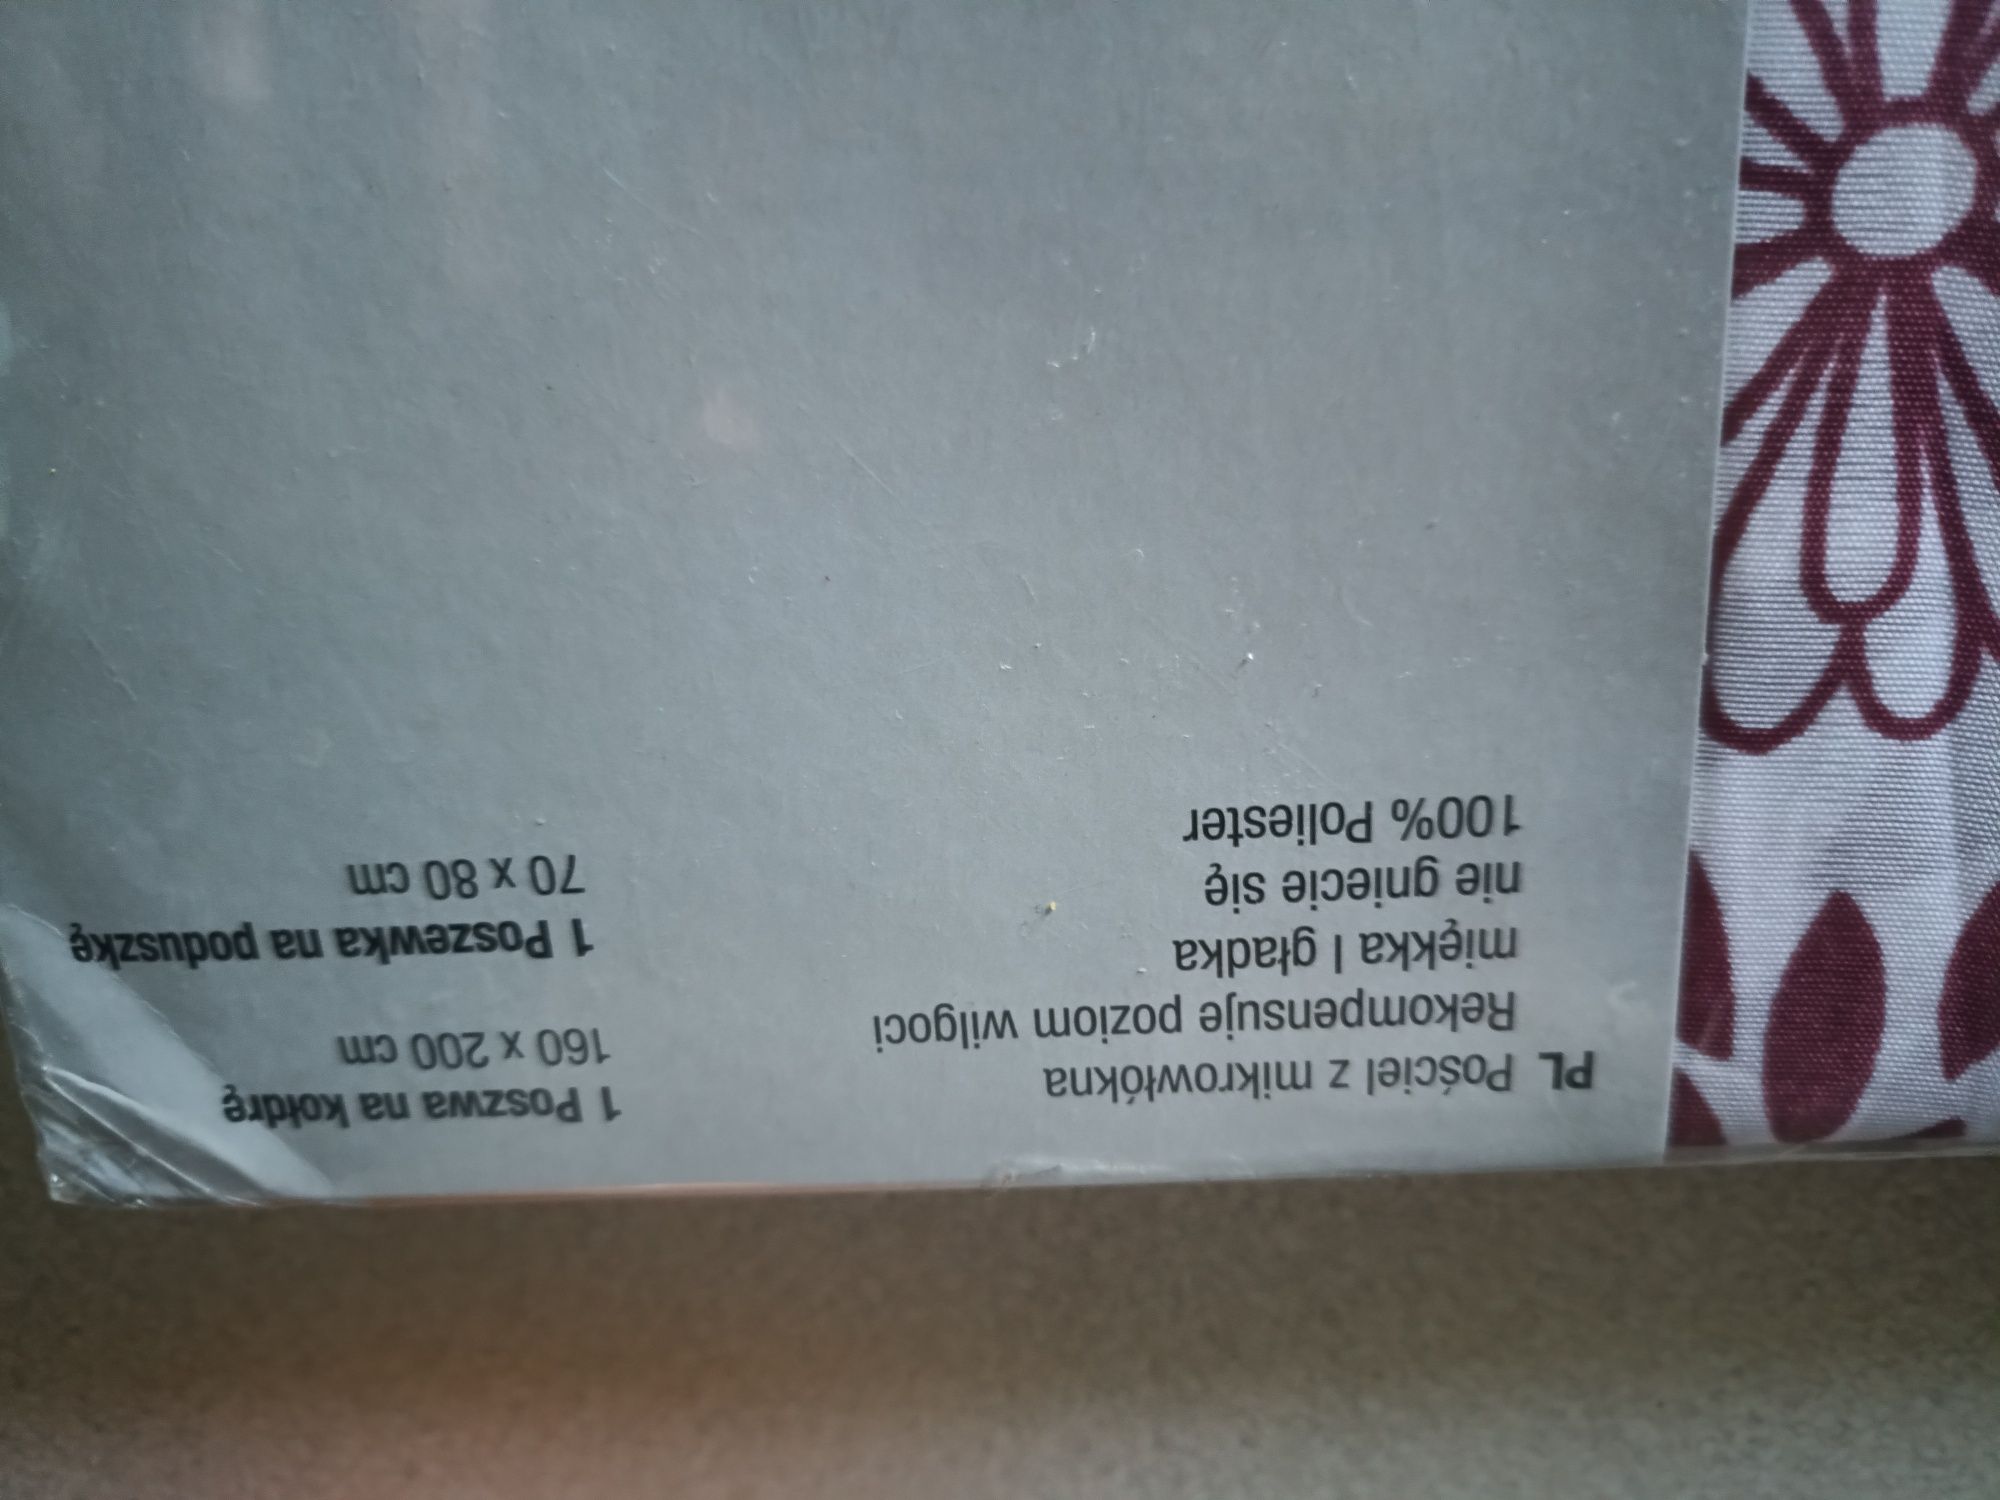 PL Pościel z mikrowłókna
Rekompensuje poziom wilgoci
miękka I gładka
nie gniecie się
100% Poliester
1 Poszwa na kołdrę
160 x 200 cm
1 Poszewka na poduszkę
70 x 80 cm